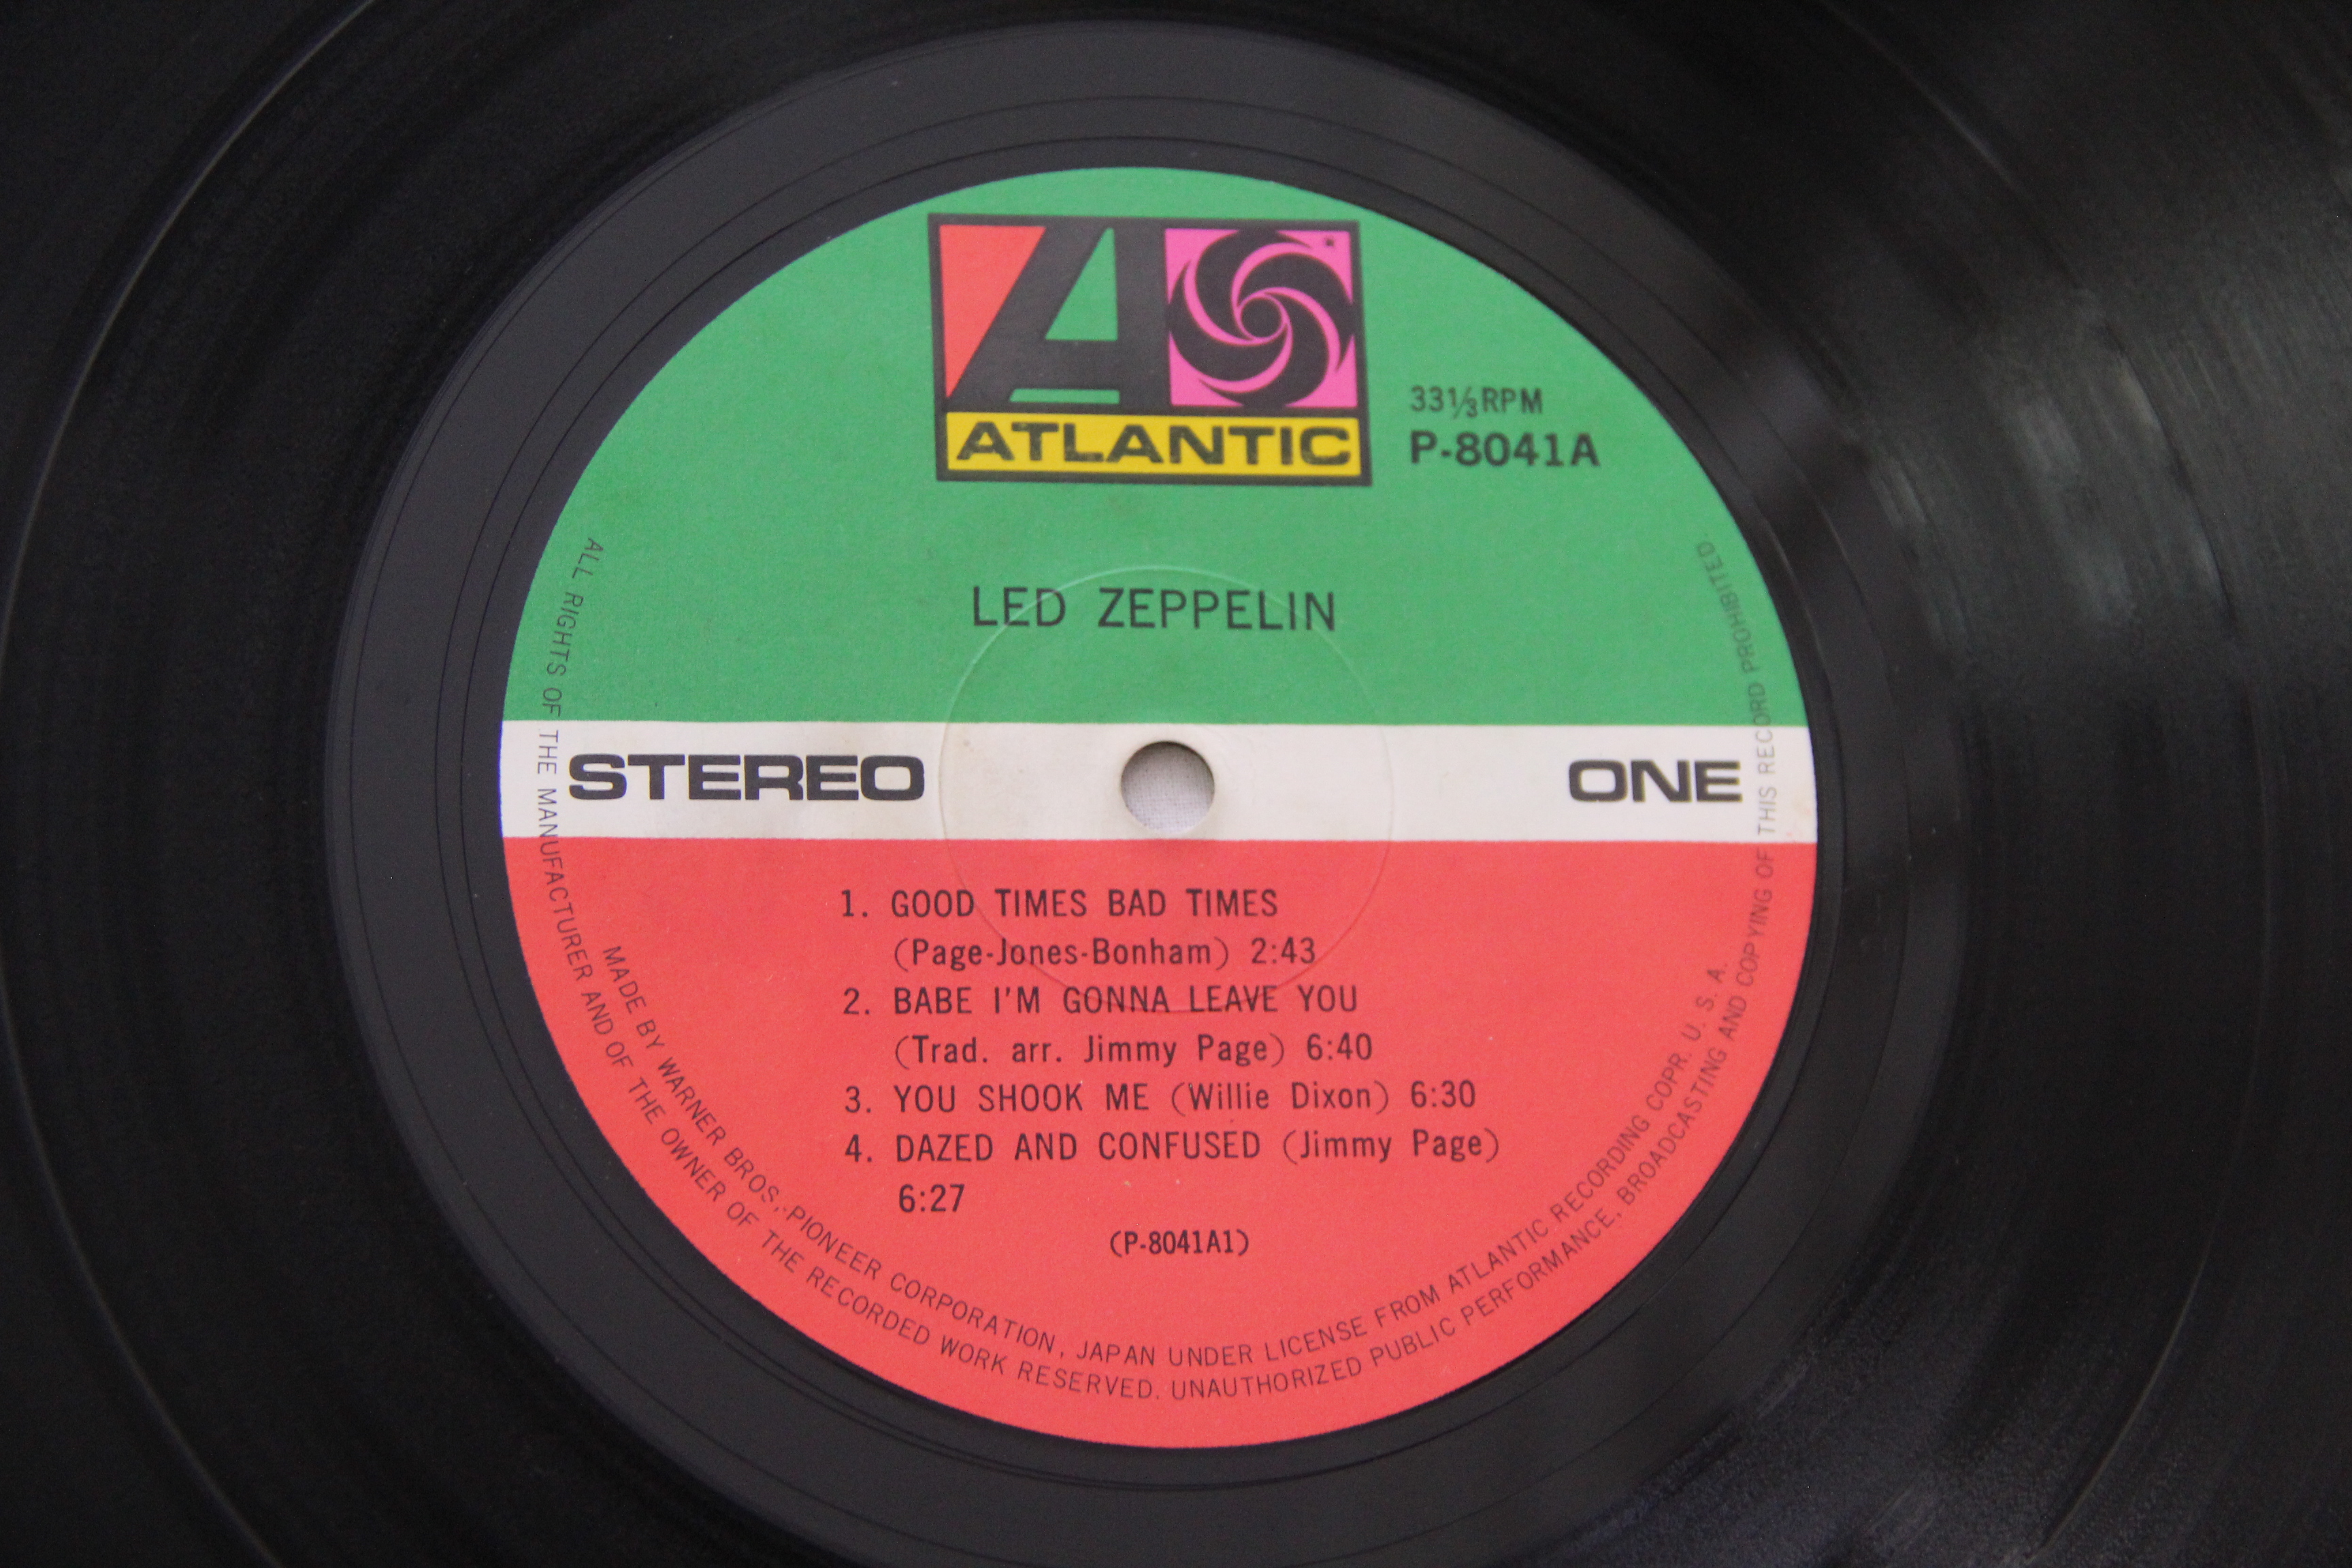 ATLANTIC
33⅓RPM
P-8041A
LED ZEPPELIN
STEREO
ONE
1. GOOD TIMES BAD TIMES
(Page-Jones-Bonham) 2:43
2. BABE I'M GONNA LEAVE YOU
(Trad. arr. Jimmy Page) 6:40
3. YOU SHOOK ME (Willie Dixon) 6:30
4. DAZED AND CONFUSED (Jimmy Page)
6:27
(P-8041A1)
MADE BY WARNER BROS., PIONEER CORPORATION, JAPAN UNDER LICENSE FROM ATLANTIC RECORDING COPR. U. S. A.
ALL RIGHTS OF THE MANUFACTURER AND OF THE OWNER OF THE RECORDED WORK RESERVED. UNAUTHORIZED PUBLIC PERFORMANCE, BROADCASTING AND COPYING OF THIS RECORD PROHIBITED.